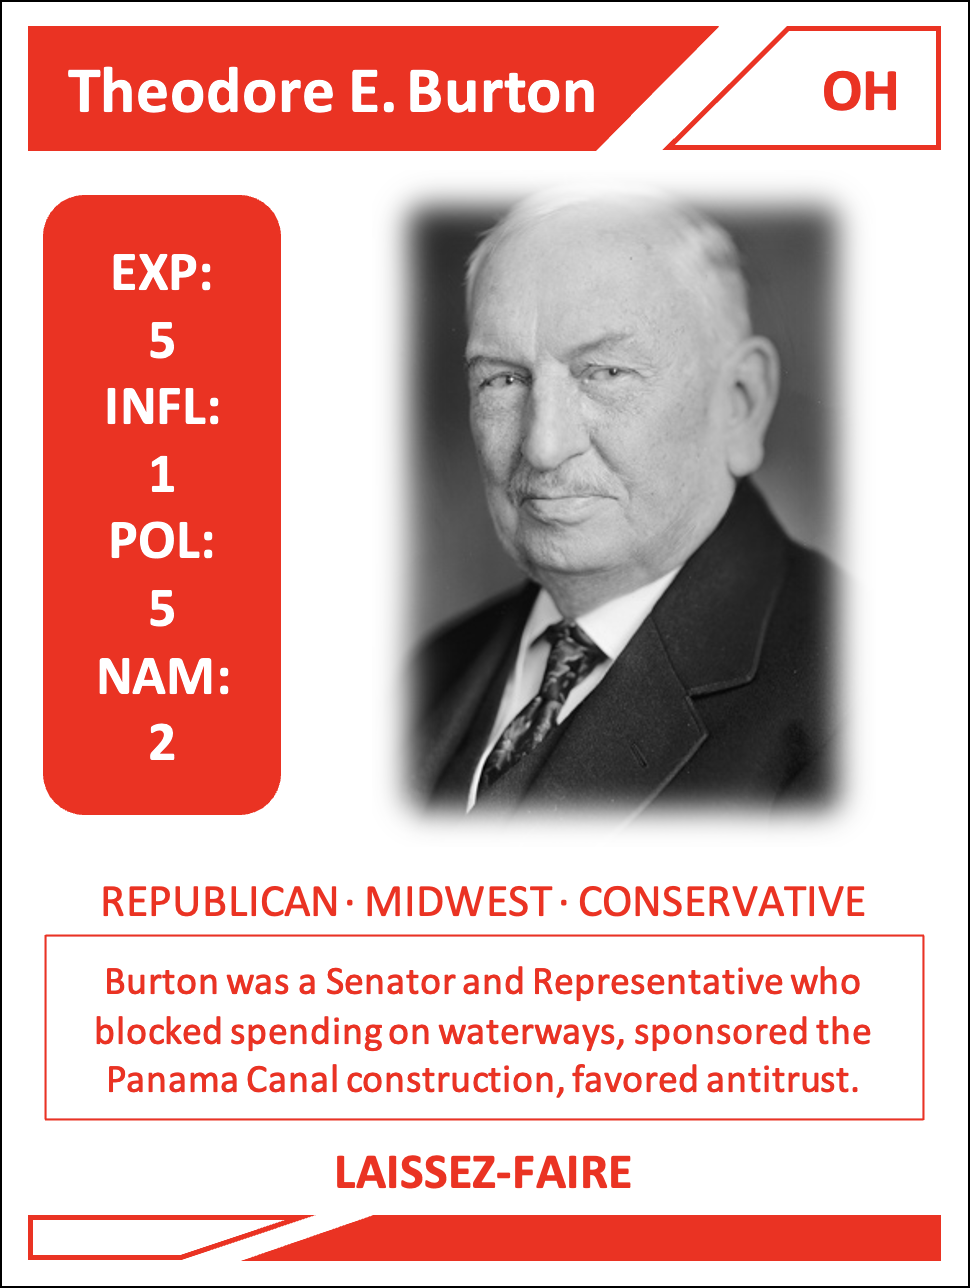 Theodore E. Burton
OH
EXP:
5
INFL:
1
POL:
5
NAM:
2
REPUBLICAN · MIDWEST · CONSERVATIVE
Burton was a Senator and Representative who
blocked spending on waterways, sponsored the
Panama Canal construction, favored antitrust.
LAISSEZ-FAIRE